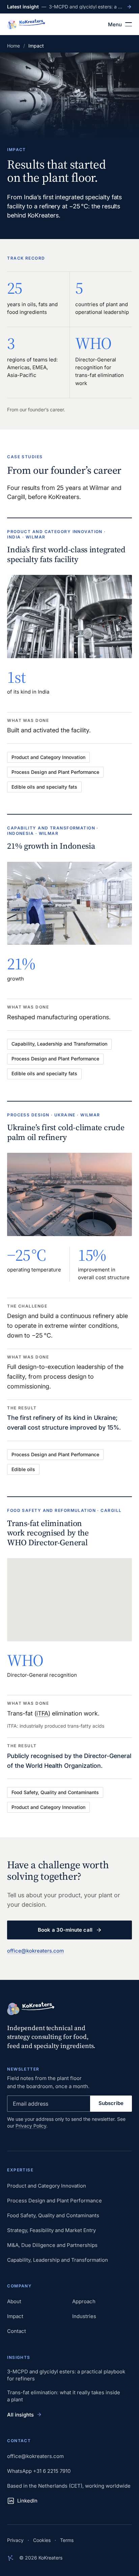 Latest insight — 3-MCPD and glycidyl esters: a ... →
KoKreaters.
Menu
Home / Impact
IMPACT
Results that started
on the plant floor.
From India's first integrated specialty fats
facility to a refinery at −25 °C: the results
behind KoKreaters.
TRACK RECORD
25
years in oils, fats and
food ingredients
5
countries of plant and
operational leadership
3
regions of teams led:
Americas, EMEA,
Asia-Pacific
WHO
Director-General
recognition for
trans-fat elimination
work
From our founder's career.
CASE STUDIES
From our founder's career
Our results from 25 years at Wilmar and
Cargill, before KoKreaters.
PRODUCT AND CATEGORY INNOVATION ·
INDIA · WILMAR
India's first world-class integrated
specialty fats facility
1st
of its kind in India
WHAT WAS DONE
Built and activated the facility.
Product and Category Innovation
Process Design and Plant Performance
Edible oils and specialty fats
CAPABILITY AND TRANSFORMATION ·
INDONESIA · WILMAR
21% growth in Indonesia
21%
growth
WHAT WAS DONE
Reshaped manufacturing operations.
Capability, Leadership and Transformation
Process Design and Plant Performance
Edible oils and specialty fats
PROCESS DESIGN · UKRAINE · WILMAR
Ukraine's first cold-climate crude
palm oil refinery
−25 °C
operating temperature
15%
improvement in
overall cost structure
THE CHALLENGE
Design and build a continuous refinery able
to operate in extreme winter conditions,
down to −25 °C.
WHAT WAS DONE
Full design-to-execution leadership of the
facility, from process design to
commissioning.
THE RESULT
The first refinery of its kind in Ukraine;
overall cost structure improved by 15%.
Process Design and Plant Performance
Edible oils
FOOD SAFETY AND REFORMULATION · CARGILL
Trans-fat elimination
work recognised by the
WHO Director-General
WHO
Director-General recognition
WHAT WAS DONE
Trans-fat (iTFA) elimination work.
iTFA: industrially produced trans-fatty acids
THE RESULT
Publicly recognised by the Director-General
of the World Health Organization.
Food Safety, Quality and Contaminants
Product and Category Innovation
Have a challenge worth
solving together?
Tell us about your product, your plant or
your decision.
Book a 30-minute call →
office@kokreaters.com
KoKreaters.
Independent technical and
strategy consulting for food,
feed and specialty ingredients.
NEWSLETTER
Field notes from the plant floor
and the boardroom, once a month.
Email address
Subscribe
We use your address only to send the newsletter. See
our Privacy Policy.
EXPERTISE
Product and Category Innovation
Process Design and Plant Performance
Food Safety, Quality and Contaminants
Strategy, Feasibility and Market Entry
M&A, Due Diligence and Partnerships
Capability, Leadership and Transformation
COMPANY
About
Approach
Impact
Industries
Contact
INSIGHTS
3-MCPD and glycidyl esters: a practical playbook
for refiners
Trans-fat elimination: what it really takes inside
a plant
All insights →
CONTACT
office@kokreaters.com
WhatsApp +31 6 2215 7910
Based in the Netherlands (CET), working worldwide
LinkedIn
Privacy · Cookies · Terms
© 2026 KoKreaters